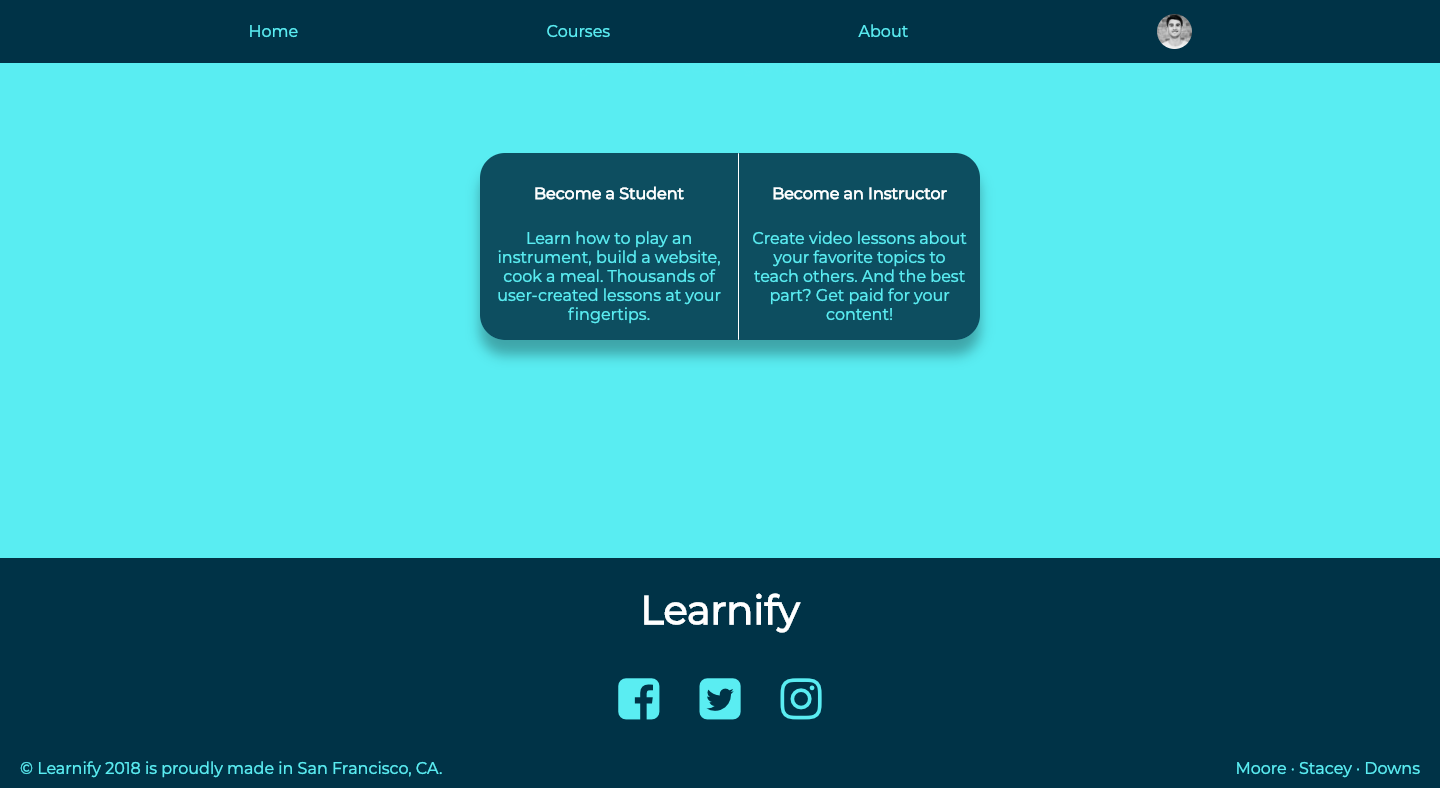 Home
Courses
About
Become a Student
Learn how to play an
instrument, build a website,
cook a meal. Thousands of
user-created lessons at your
fingertips.
Become an Instructor
Create video lessons about
your favorite topics to
teach others. And the best
part? Get paid for your
content!
Learnify
© Learnify 2018 is proudly made in San Francisco, CA.
Moore · Stacey · Downs